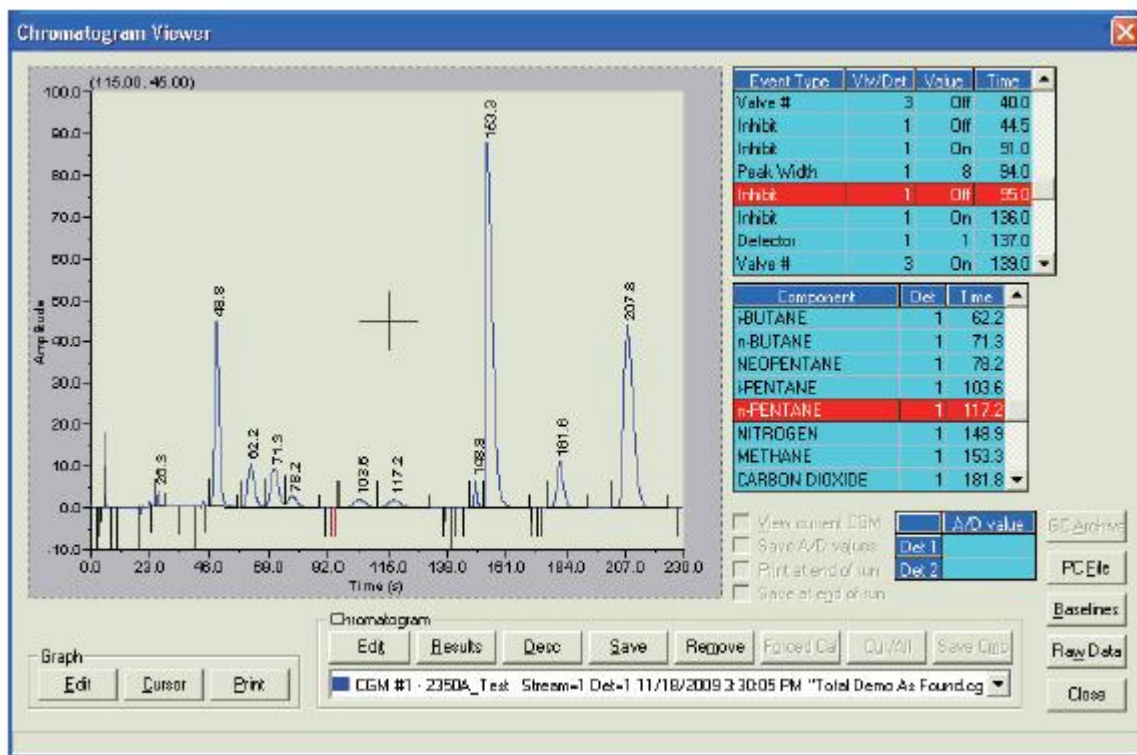 Chromatogram Viewer
(115.00, 45.00)
100.0
90.0
80.0
70.0
60.0
50.0
40.0
30.0
20.0
10.0
0.0
-10.0
Amplitude
26.3
48.8
62.2
71.3
78.2
103.6
117.2
148.9
153.3
181.6
207.8
0.0 23.0 46.0 69.0 92.0 115.0 138.0 161.0 184.0 207.0 230.0
Time (s)
Event Type Vlv/Det Value Time
Valve # 3 Off 40.0
Inhibit 1 Off 44.5
Inhibit 1 On 91.0
Peak Width 1 8 94.0
Inhibit 1 Off 95.0
Inhibit 1 On 136.0
Detector 1 1 137.0
Valve # 3 On 139.0
Component Det Time
i-BUTANE 1 62.2
n-BUTANE 1 71.3
NEOPENTANE 1 78.2
i-PENTANE 1 103.6
n-PENTANE 1 117.2
NITROGEN 1 148.9
METHANE 1 153.3
CARBON DIOXIDE 1 181.8
View current CGM
Save A/D values
Print at end of run
Save at end of run
A/D value
Det 1
Det 2
GC Archive
PC File
Baselines
Raw Data
Close
Graph
Edit Cursor Print
Chromatogram
Edit Results Desc Save Remove Forced Cal Save Cmp
CGM #1 - 2350A_Test Stream=1 Det=1 11/18/2009 3:30:05 PM "Total Demo As Found.cg